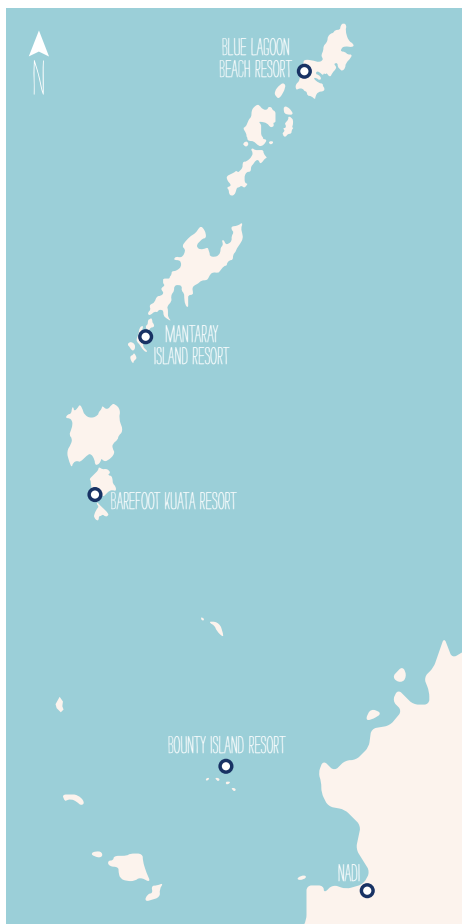 N
BLUE LAGOON
BEACH RESORT
MANTARAY
ISLAND RESORT
BAREFOOT KUATA RESORT
BOUNTY ISLAND RESORT
NADI